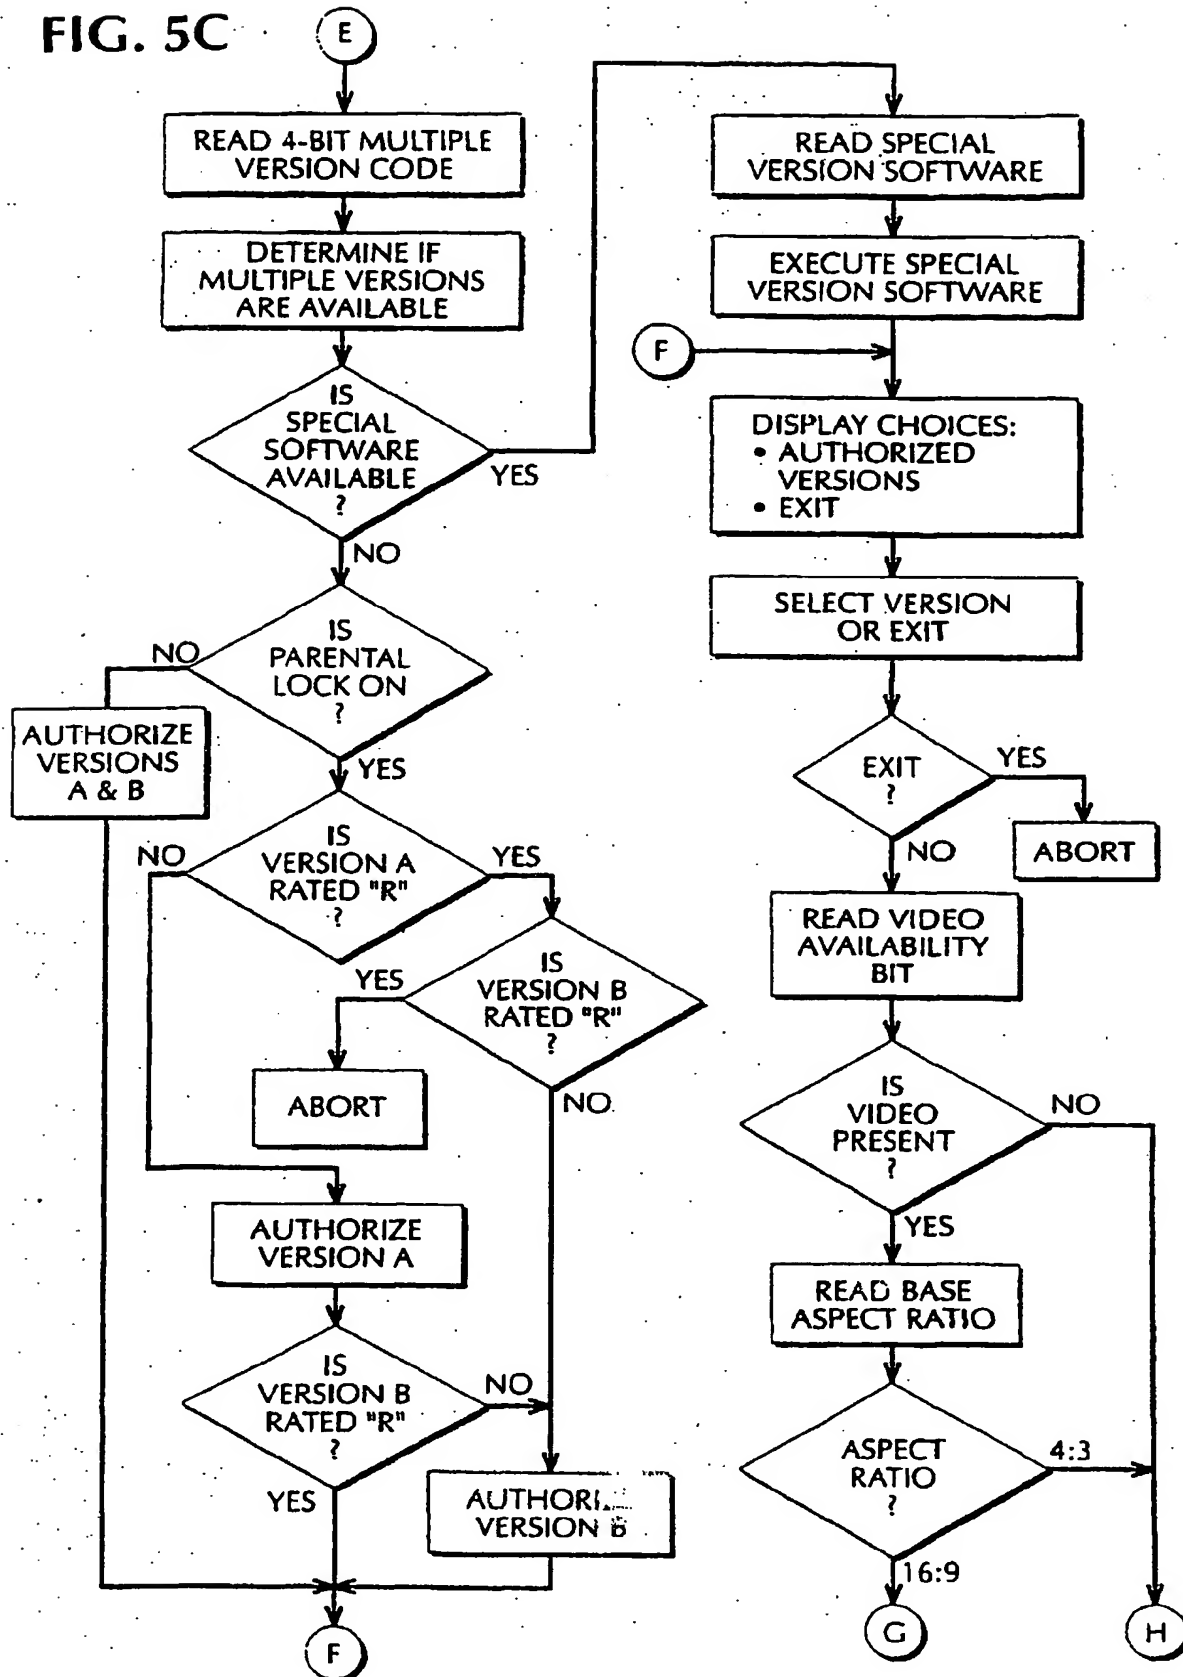 FIG. 5C
E
READ 4-BIT MULTIPLE
VERSION CODE
DETERMINE IF
MULTIPLE VERSIONS
ARE AVAILABLE
IS
SPECIAL
SOFTWARE
AVAILABLE
?
YES
NO
IS
PARENTAL
LOCK ON
?
NO
AUTHORIZE
VERSIONS
A & B
YES
IS
VERSION A
RATED "R"
?
NO
YES
IS
VERSION B
RATED "R"
?
YES
ABORT
NO
AUTHORIZE
VERSION A
IS
VERSION B
RATED "R"
?
NO
YES
VERSION B
F
READ SPECIAL
VERSION SOFTWARE
EXECUTE SPECIAL
VERSION SOFTWARE
F
DISPLAY CHOICES:
• AUTHORIZED
VERSIONS
• EXIT
SELECT VERSION
OR EXIT
EXIT
?
YES
ABORT
NO
READ VIDEO
AVAILABILITY
BIT
IS
VIDEO
PRESENT
?
NO
YES
READ BASE
ASPECT RATIO
ASPECT
RATIO
?
4:3
16:9
G
H